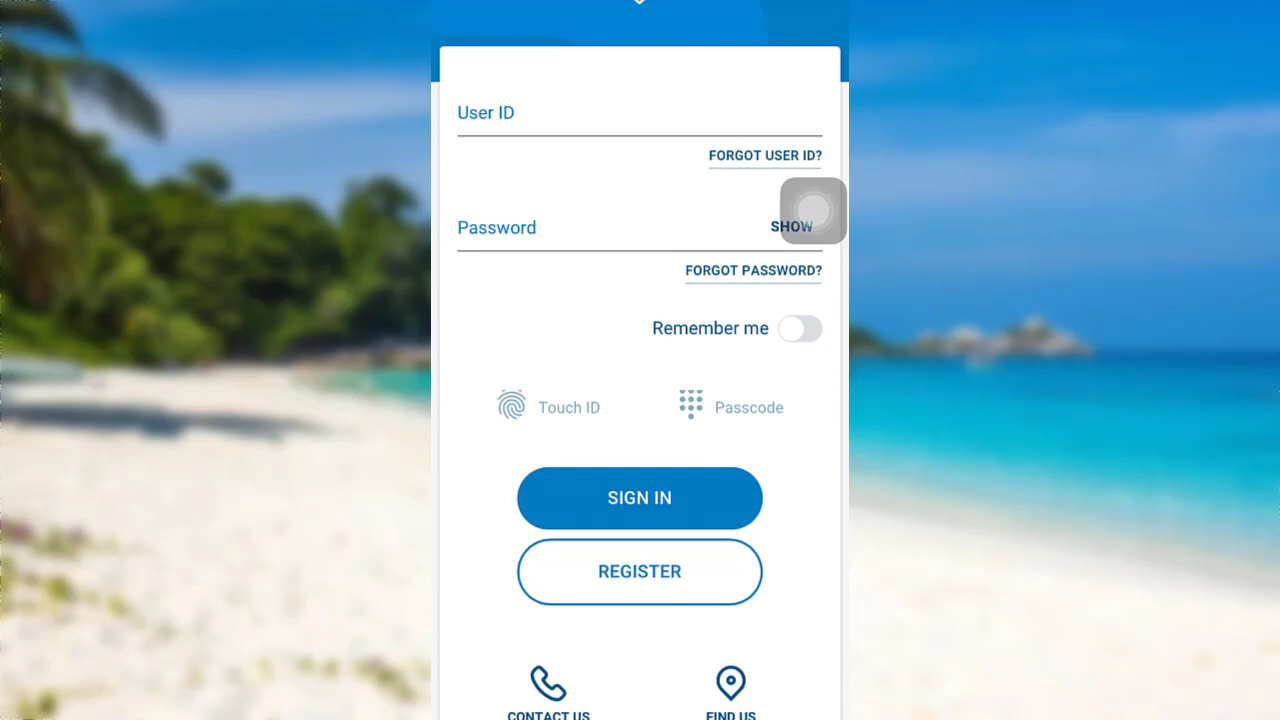 User ID
FORGOT USER ID?
Password
SHOW
FORGOT PASSWORD?
Remember me
Touch ID
Passcode
SIGN IN
REGISTER
CONTACT US
FIND US